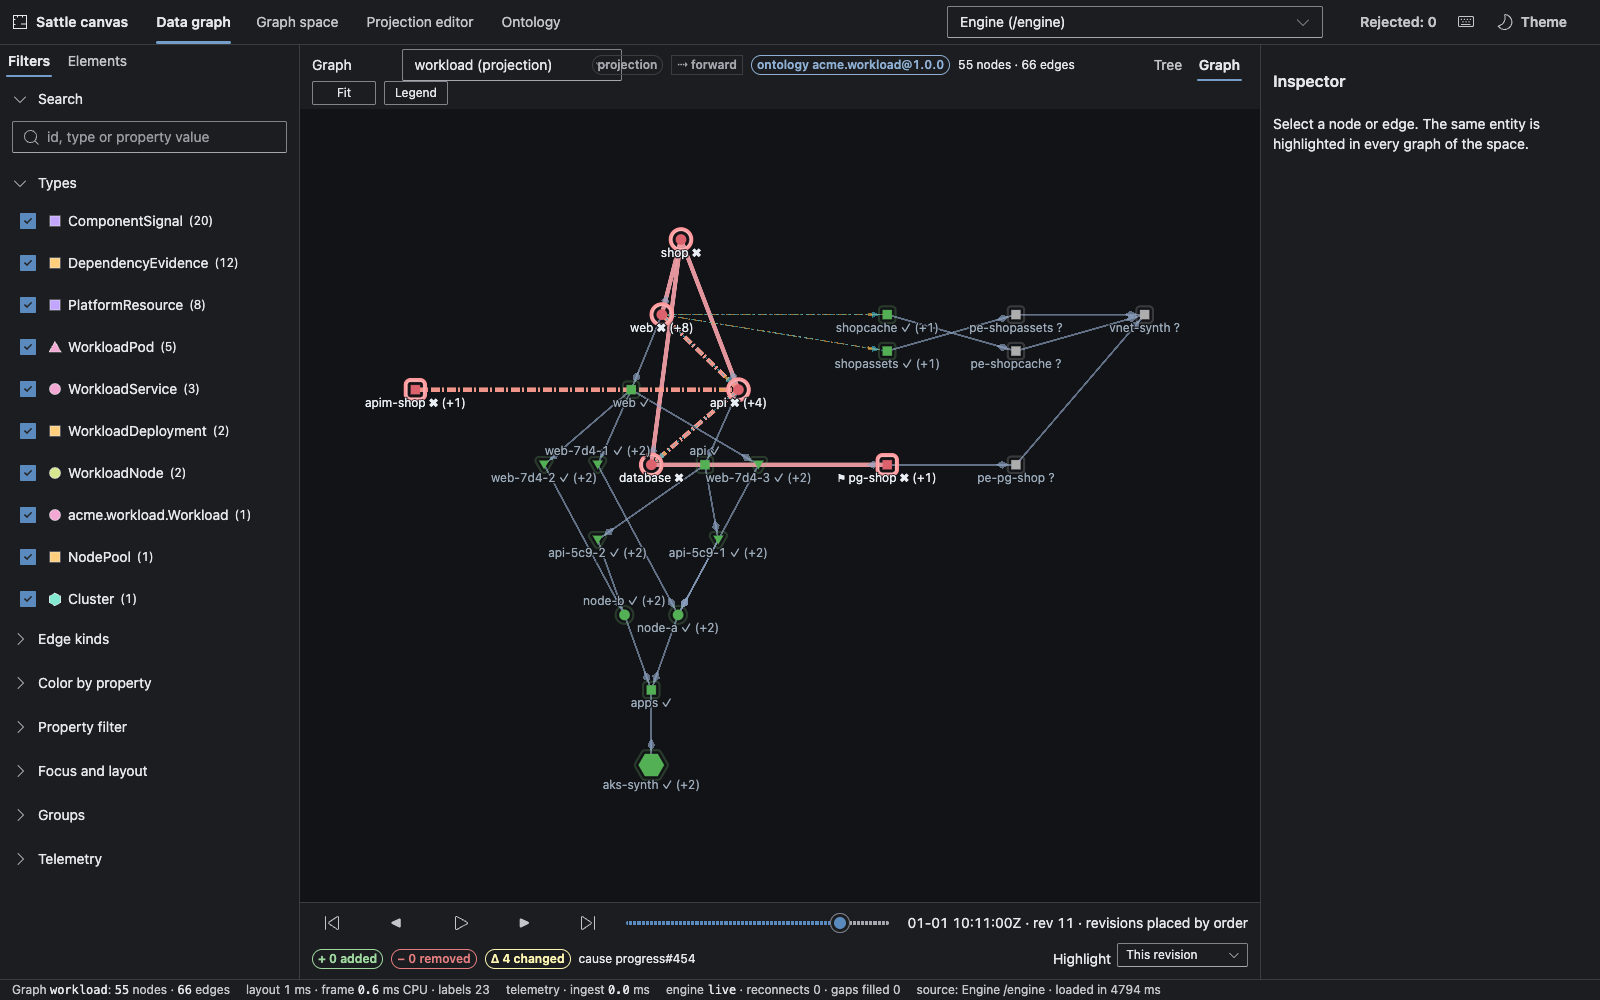 Sattle canvas Data graph Graph space Projection editor Ontology Engine (/engine) Rejected: 0 Theme
Filters Elements
Search
id, type or property value
Types
ComponentSignal (20)
DependencyEvidence (12)
PlatformResource (8)
WorkloadPod (5)
WorkloadService (3)
WorkloadDeployment (2)
WorkloadNode (2)
acme.workload.Workload (1)
NodePool (1)
Cluster (1)
Edge kinds
Color by property
Property filter
Focus and layout
Groups
Telemetry
Graph workload (projection) projection ⇢ forward ontology acme.workload@1.0.0 55 nodes · 66 edges Tree Graph
Fit Legend
shop ✖
web ✖ (+8)
shopcache ✓ (+1)
pe-shopassets ?
vnet-synth ?
shopassets ✓ (+1)
pe-shopcache ?
apim-shop ✖ (+1)
web ✓
api ✖ (+4)
web-7d4-1 ✓ (+2)
api ✓
web-7d4-2 ✓ (+2)
database ✖
web-7d4-3 ✓ (+2)
⚑ pg-shop ✖ (+1)
pe-pg-shop ?
api-5c9-2 ✓ (+2)
api-5c9-1 ✓ (+2)
node-b ✓ (+2)
node-a ✓ (+2)
apps ✓
aks-synth ✓ (+2)
Inspector
Select a node or edge. The same entity is
highlighted in every graph of the space.
01-01 10:11:00Z · rev 11 · revisions placed by order
+ 0 added − 0 removed Δ 4 changed cause progress#454 Highlight This revision
Graph workload: 55 nodes · 66 edges layout 1 ms · frame 0.6 ms CPU · labels 23 telemetry · ingest 0.0 ms engine live · reconnects 0 · gaps filled 0 source: Engine /engine · loaded in 4794 ms